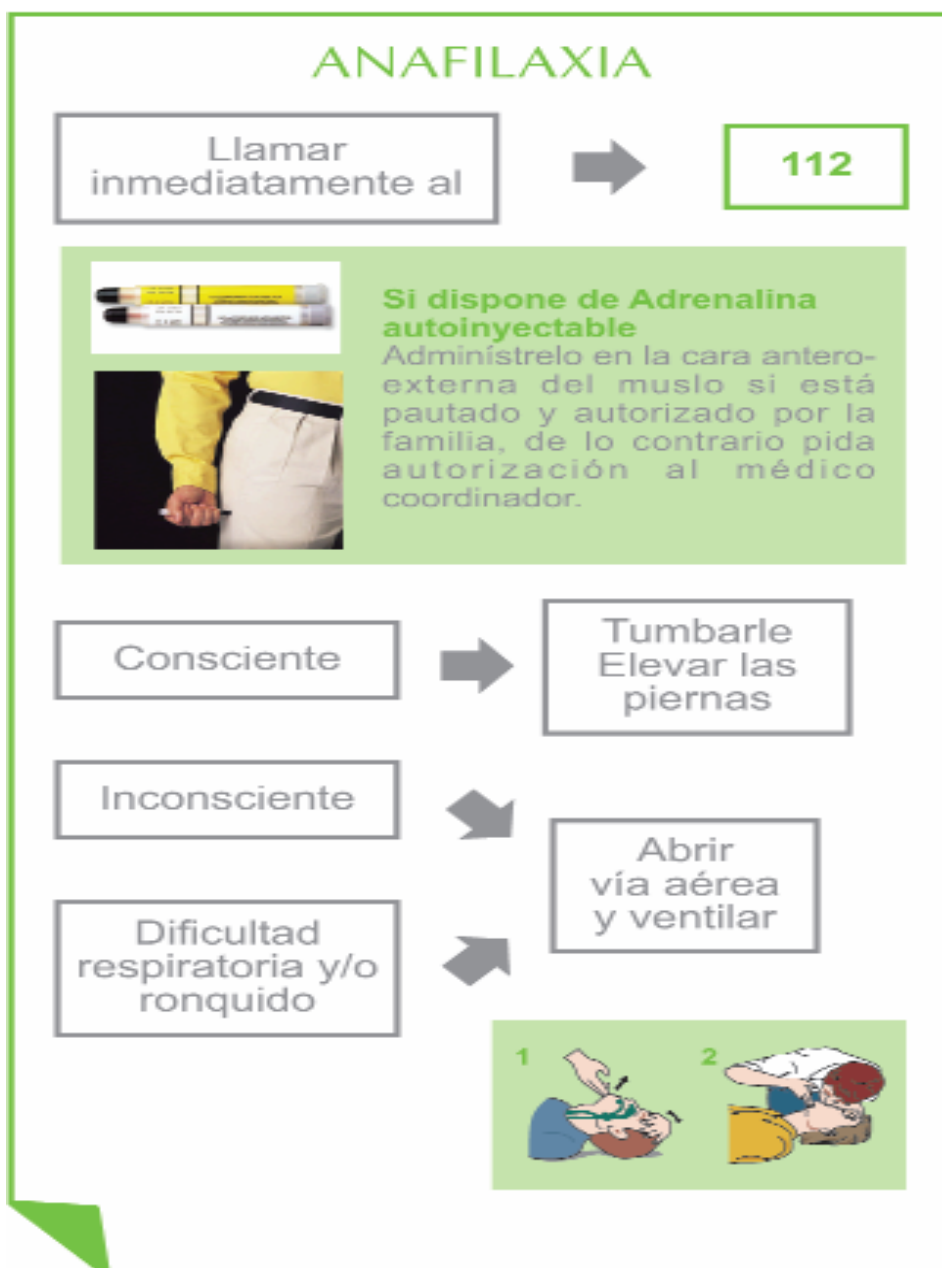 ANAFILAXIA
Llamar
inmediatamente al
112
Si dispone de Adrenalina
autoinyectable
Adminístrelo en la cara antero-
externa del muslo si está
pautado y autorizado por la
familia, de lo contrario pida
autorización al médico
coordinador.
Consciente
Tumbarle
Elevar las
piernas
Inconsciente
Abrir
vía aérea
y ventilar
Dificultad
respiratoria y/o
ronquido
1
2